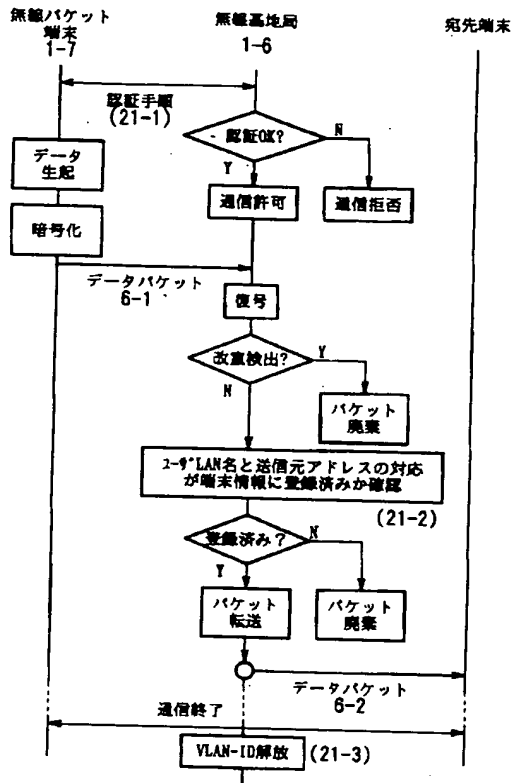 無線パケット
端末
1-7
無線基地局
1-6
宛先端末
認証手順
(21-1)
認証OK?
N
Y
データ
生起
通信許可
通信拒否
暗号化
データパケット
6-1
復号
改竄検出?
Y
N
パケット
廃棄
ユーザLAN名と送信元アドレスの対応
が端末情報に登録済みか確認
(21-2)
登録済み?
N
Y
パケット
転送
パケット
廃棄
データパケット
6-2
通信終了
VLAN-ID解放
(21-3)